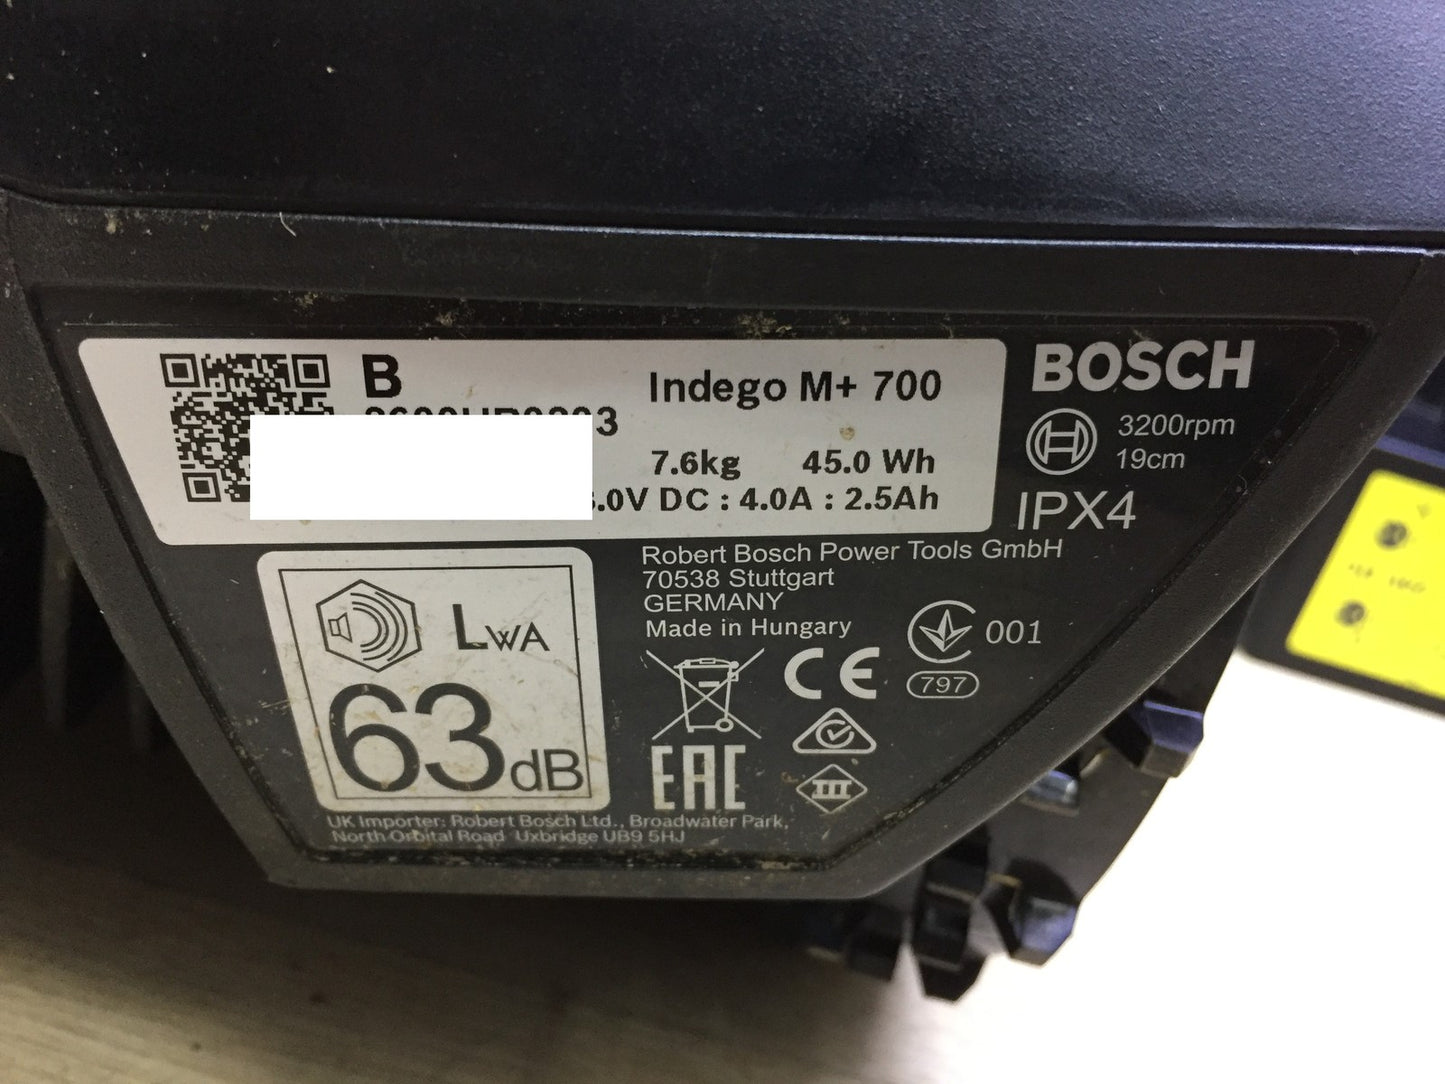 B
Indego M+ 700
7.6kg 45.0 Wh
.0V DC : 4.0A : 2.5Ah
BOSCH
3200rpm
19cm
IPX4
Robert Bosch Power Tools GmbH
70538 Stuttgart
GERMANY
Made in Hungary
001
797
CE
EAC
III
LWA
63dB
UK Importer: Robert Bosch Ltd., Broadwater Park,
North Orbital Road Uxbridge UB9 5HJ